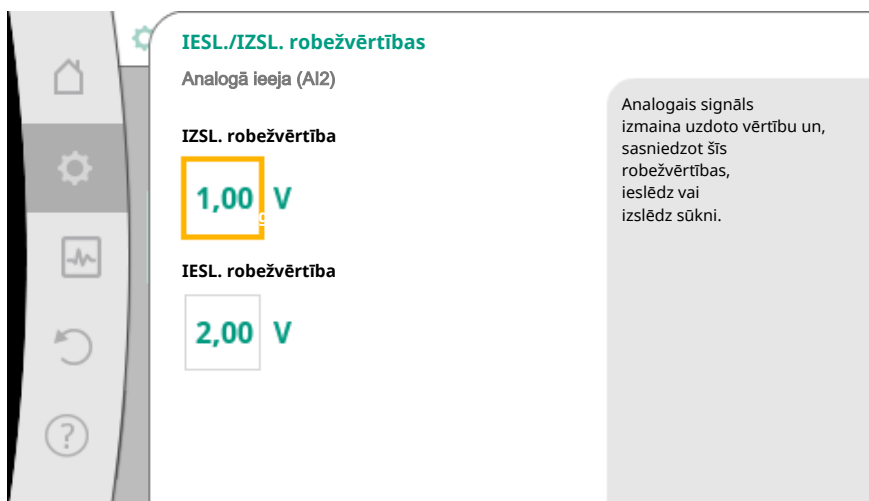 IESL./IZSL. robežvērtības
Analogā ieeja (AI2)
IZSL. robežvērtība
1,00 V
IESL. robežvērtība
2,00 V
Analogais signāls
izmaina uzdoto vērtību un,
sasniedzot šīs
robežvērtības,
ieslēdz vai
izslēdz sūkni.
?